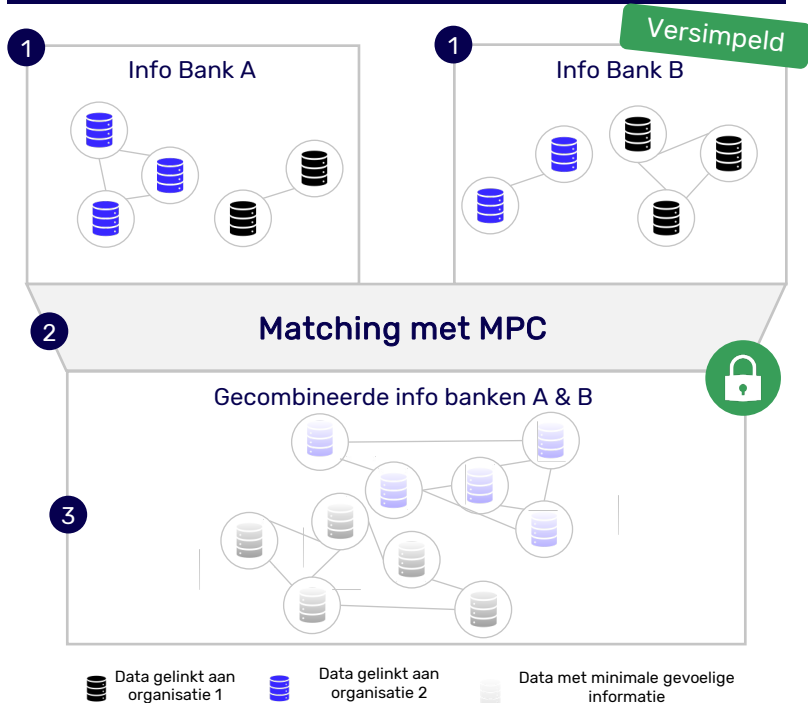 Versimpeld
1
Info Bank A
1
Info Bank B
2
Matching met MPC
Gecombineerde info banken A & B
3
Data gelinkt aan
organisatie 1
Data gelinkt aan
organisatie 2
Data met minimale gevoelige
informatie